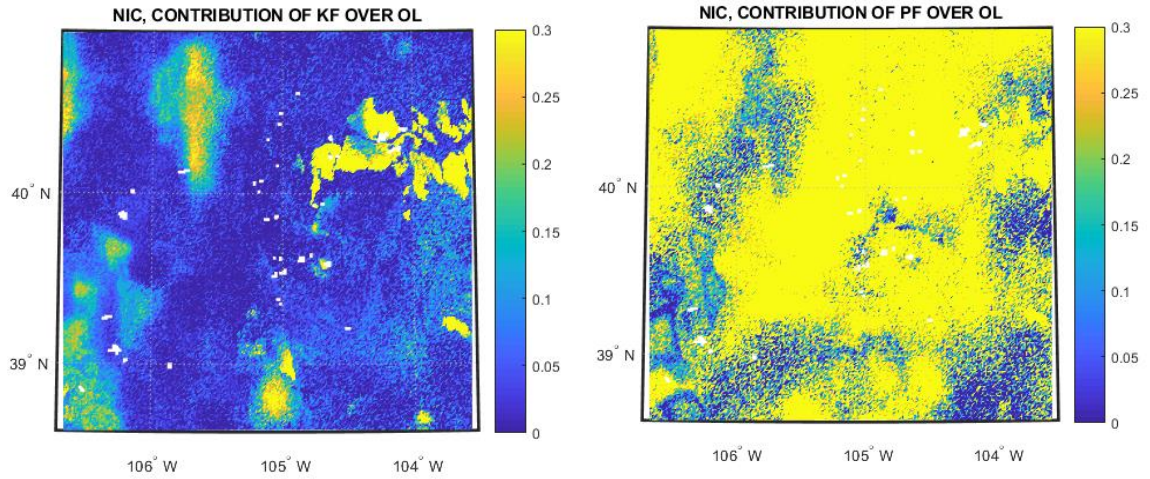 NIC, CONTRIBUTION OF KF OVER OL
0.3
0.25
0.2
0.15
0.1
0.05
0
40° N
39° N
106° W
105° W
104° W
NIC, CONTRIBUTION OF PF OVER OL
0.3
0.25
0.2
0.15
0.1
0.05
0
40° N
39° N
106° W
105° W
104° W